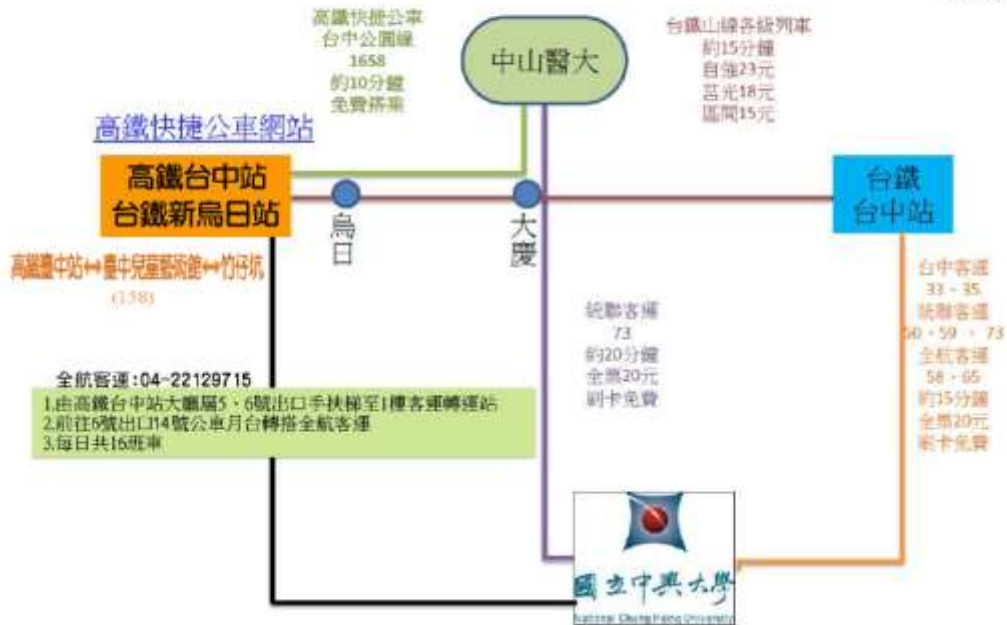 高鐵快捷公車
台中公園線
1658
約10分鐘
免費搭乘
中山醫大
台鐵山線各級列車
約15分鐘
自強23元
莒光18元
區間15元
高鐵快捷公車網站
高鐵台中站
台鐵新烏日站
烏日
大慶
台鐵
台中站
高鐵臺中站↔臺中兒童藝術館↔竹仔坑
(158)
統聯客運
73
約20分鐘
全票20元
刷卡免費
台中客運
33、35
統聯客運
50、59、73
全航客運
58、65
約15分鐘
全票20元
刷卡免費
全航客運:04-22129715
1.由高鐵台中站大廳層5、6號出口手扶梯至1樓客運轉運站
2.前往6號出口14號公車月台轉搭全航客運
3.每日共16班車
國立中興大學
National Chung Hsing University